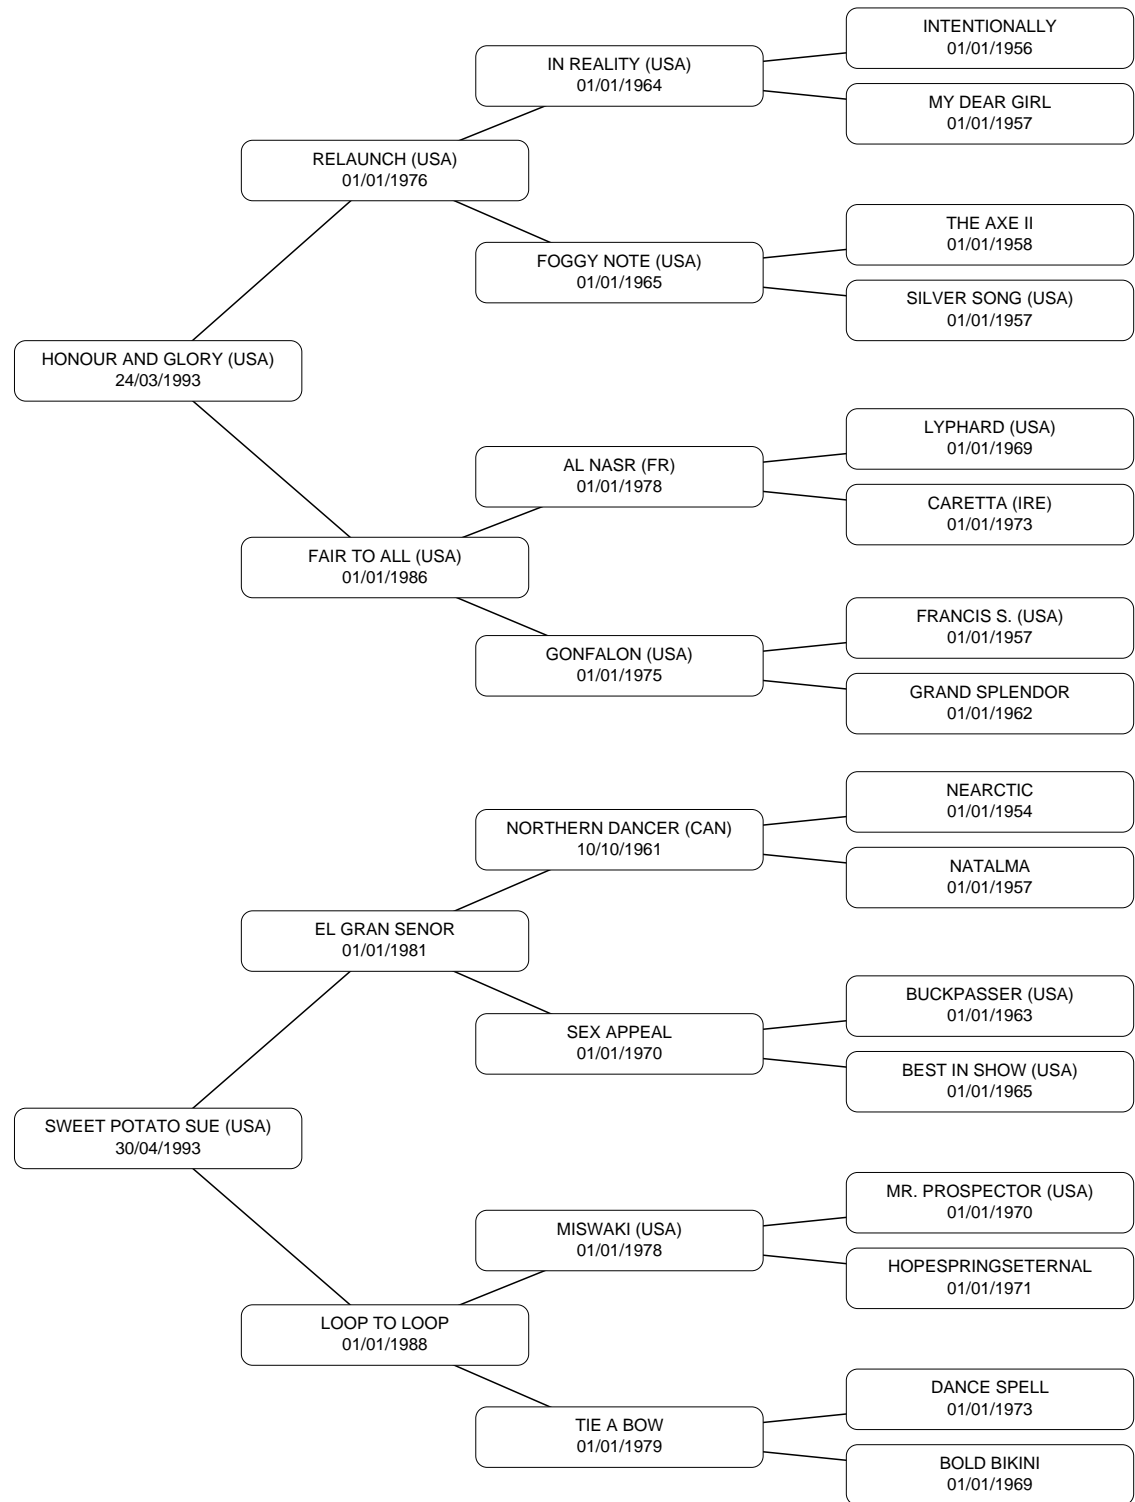 INTENTIONALLY
01/01/1956
IN REALITY (USA)
01/01/1964
MY DEAR GIRL
01/01/1957
RELAUNCH (USA)
01/01/1976
THE AXE II
01/01/1958
FOGGY NOTE (USA)
01/01/1965
SILVER SONG (USA)
01/01/1957
HONOUR AND GLORY (USA)
24/03/1993
LYPHARD (USA)
01/01/1969
AL NASR (FR)
01/01/1978
CARETTA (IRE)
01/01/1973
FAIR TO ALL (USA)
01/01/1986
FRANCIS S. (USA)
01/01/1957
GONFALON (USA)
01/01/1975
GRAND SPLENDOR
01/01/1962
NEARCTIC
01/01/1954
NORTHERN DANCER (CAN)
10/10/1961
NATALMA
01/01/1957
EL GRAN SENOR
01/01/1981
BUCKPASSER (USA)
01/01/1963
SEX APPEAL
01/01/1970
BEST IN SHOW (USA)
01/01/1965
SWEET POTATO SUE (USA)
30/04/1993
MR. PROSPECTOR (USA)
01/01/1970
MISWAKI (USA)
01/01/1978
HOPESPRINGSETERNAL
01/01/1971
LOOP TO LOOP
01/01/1988
DANCE SPELL
01/01/1973
TIE A BOW
01/01/1979
BOLD BIKINI
01/01/1969